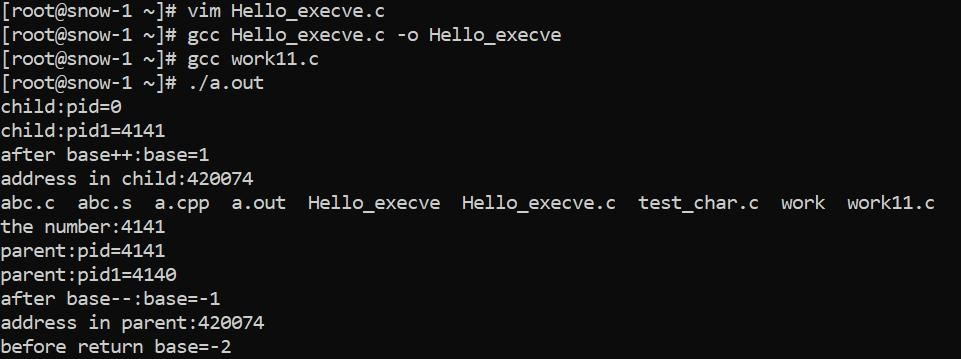 [root@snow-1 ~]# vim Hello_execve.c
[root@snow-1 ~]# gcc Hello_execve.c -o Hello_execve
[root@snow-1 ~]# gcc work11.c
[root@snow-1 ~]# ./a.out
child:pid=0
child:pid1=4141
after base++:base=1
address in child:420074
abc.c  abc.s  a.cpp  a.out  Hello_execve  Hello_execve.c  test_char.c  work  work11.c
the number:4141
parent:pid=4141
parent:pid1=4140
after base--:base=-1
address in parent:420074
before return base=-2